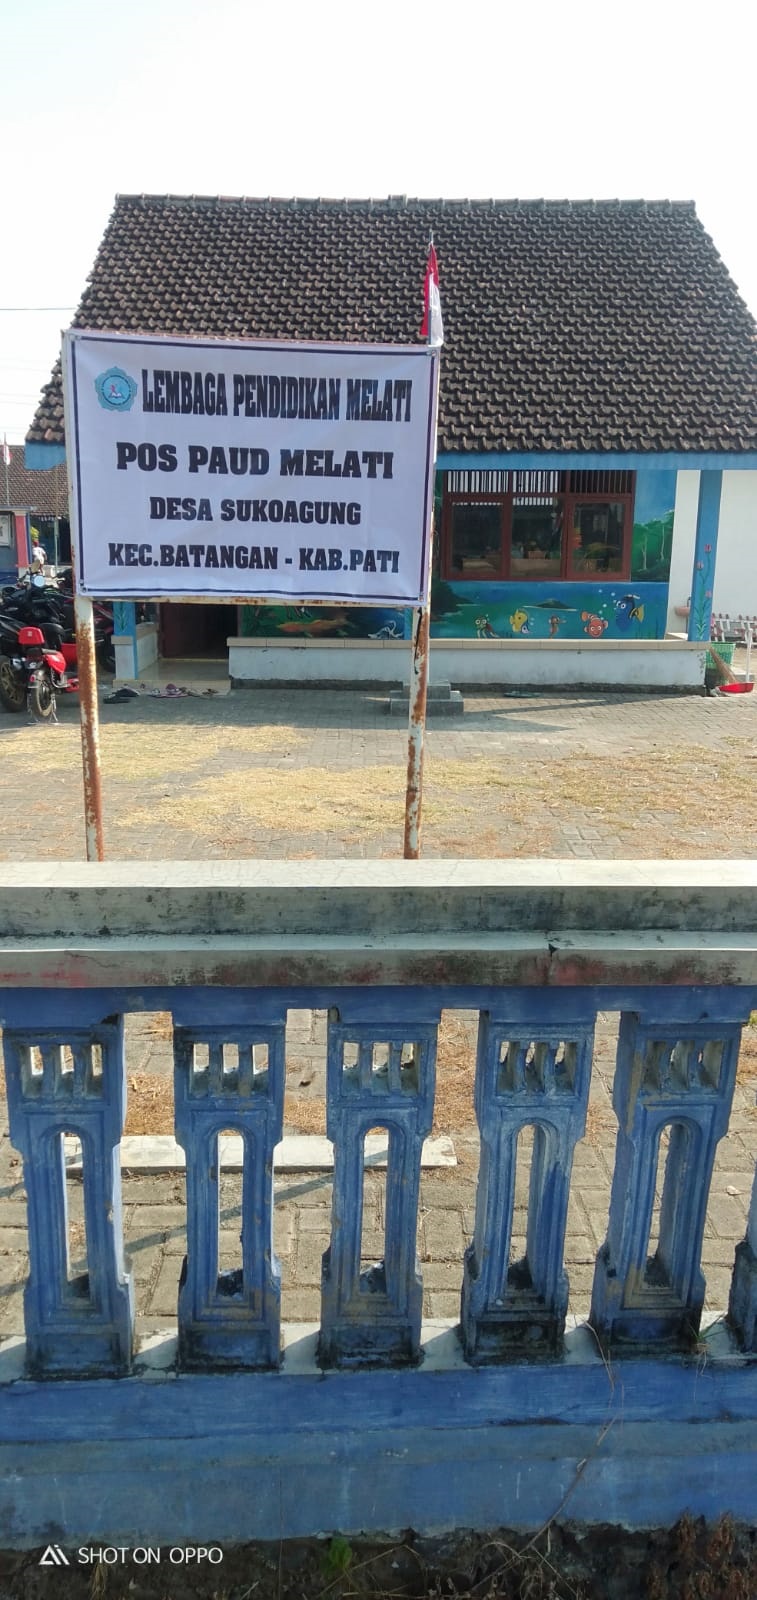 LEMBAGA PENDIDIKAN MELATI
POS PAUD MELATI
DESA SUKOAGUNG
KEC.BATANGAN - KAB.PATI
SHOT ON OPPO